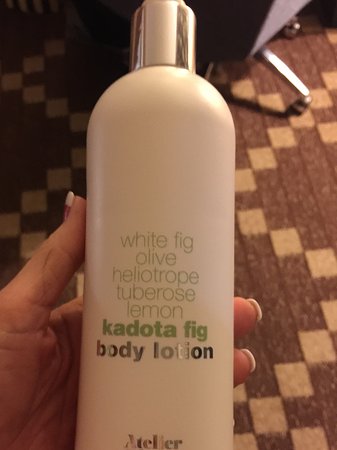 white fig
olive
heliotrope
tuberose
lemon
kadota fig
body lotion
Atelier